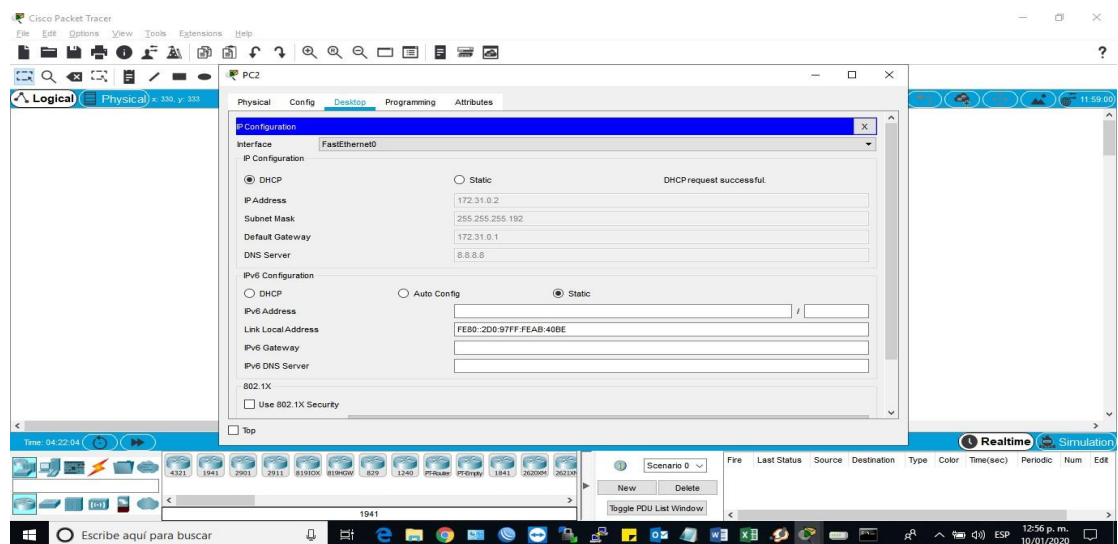 Cisco Packet Tracer
File Edit Options View Tools Extensions Help
?
PC2
Logical Physical x: 330, y: 333
11:59:00
Physical Config Desktop Programming Attributes
IP Configuration X
Interface FastEthernet0
IP Configuration
DHCP Static DHCP request successful.
IP Address 172.31.0.2
Subnet Mask 255.255.255.192
Default Gateway 172.31.0.1
DNS Server 8.8.8.8
IPv6 Configuration
DHCP Auto Config Static
IPv6 Address /
Link Local Address FE80::2D0:97FF:FEAB:40BE
IPv6 Gateway
IPv6 DNS Server
802.1X
Use 802.1X Security
Top
Time: 04:22:04 Realtime Simulation
4321 1941 2901 2911 819IOX 819HGW 829 1240 PT-Router PT-Empty 1841 2620XM 2621XM
Scenario 0
Fire Last Status Source Destination Type Color Time(sec) Periodic Num Edit
New Delete
Toggle PDU List Window
1941
Escribe aquí para buscar
ESP
12:56 p. m.
10/01/2020